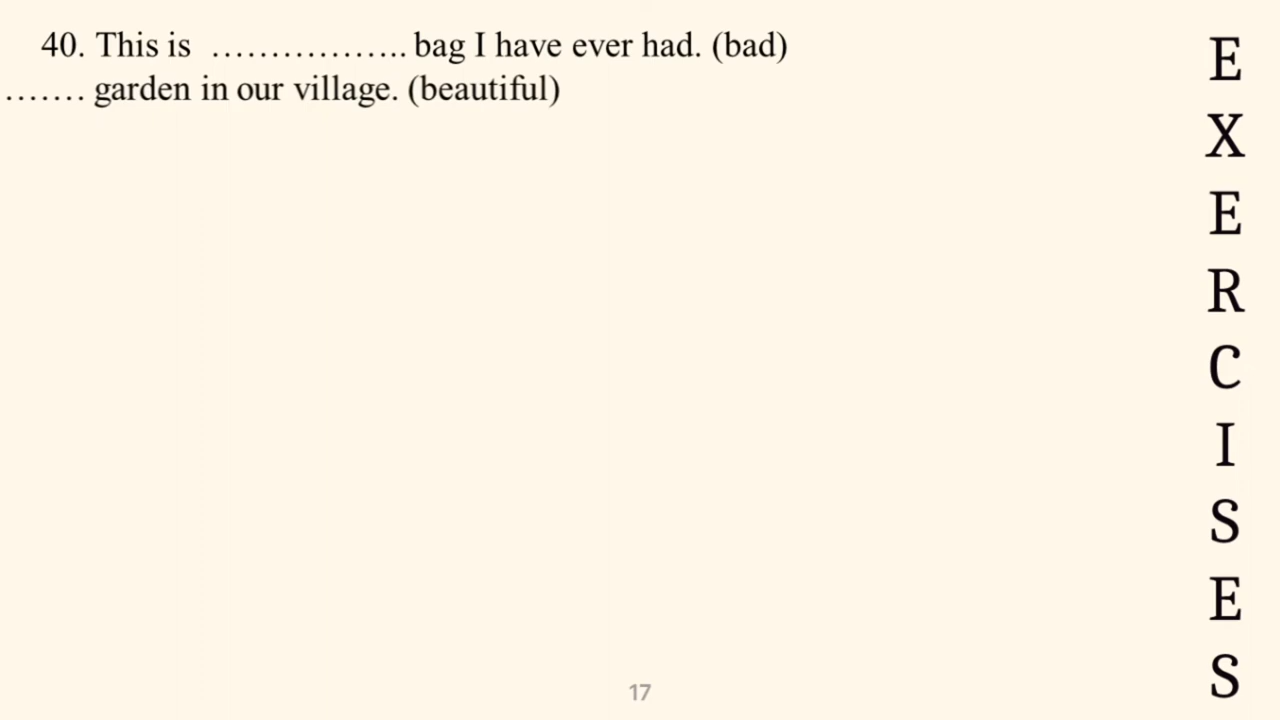 40. This is …………….. bag I have ever had. (bad)
……. garden in our village. (beautiful)
E
X
E
R
C
I
S
E
S
17